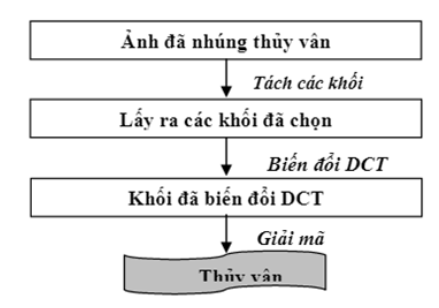 Ảnh đã nhúng thủy vân
Tách các khối
Lấy ra các khối đã chọn
Biến đổi DCT
Khối đã biến đổi DCT
Giải mã
Thủy vân